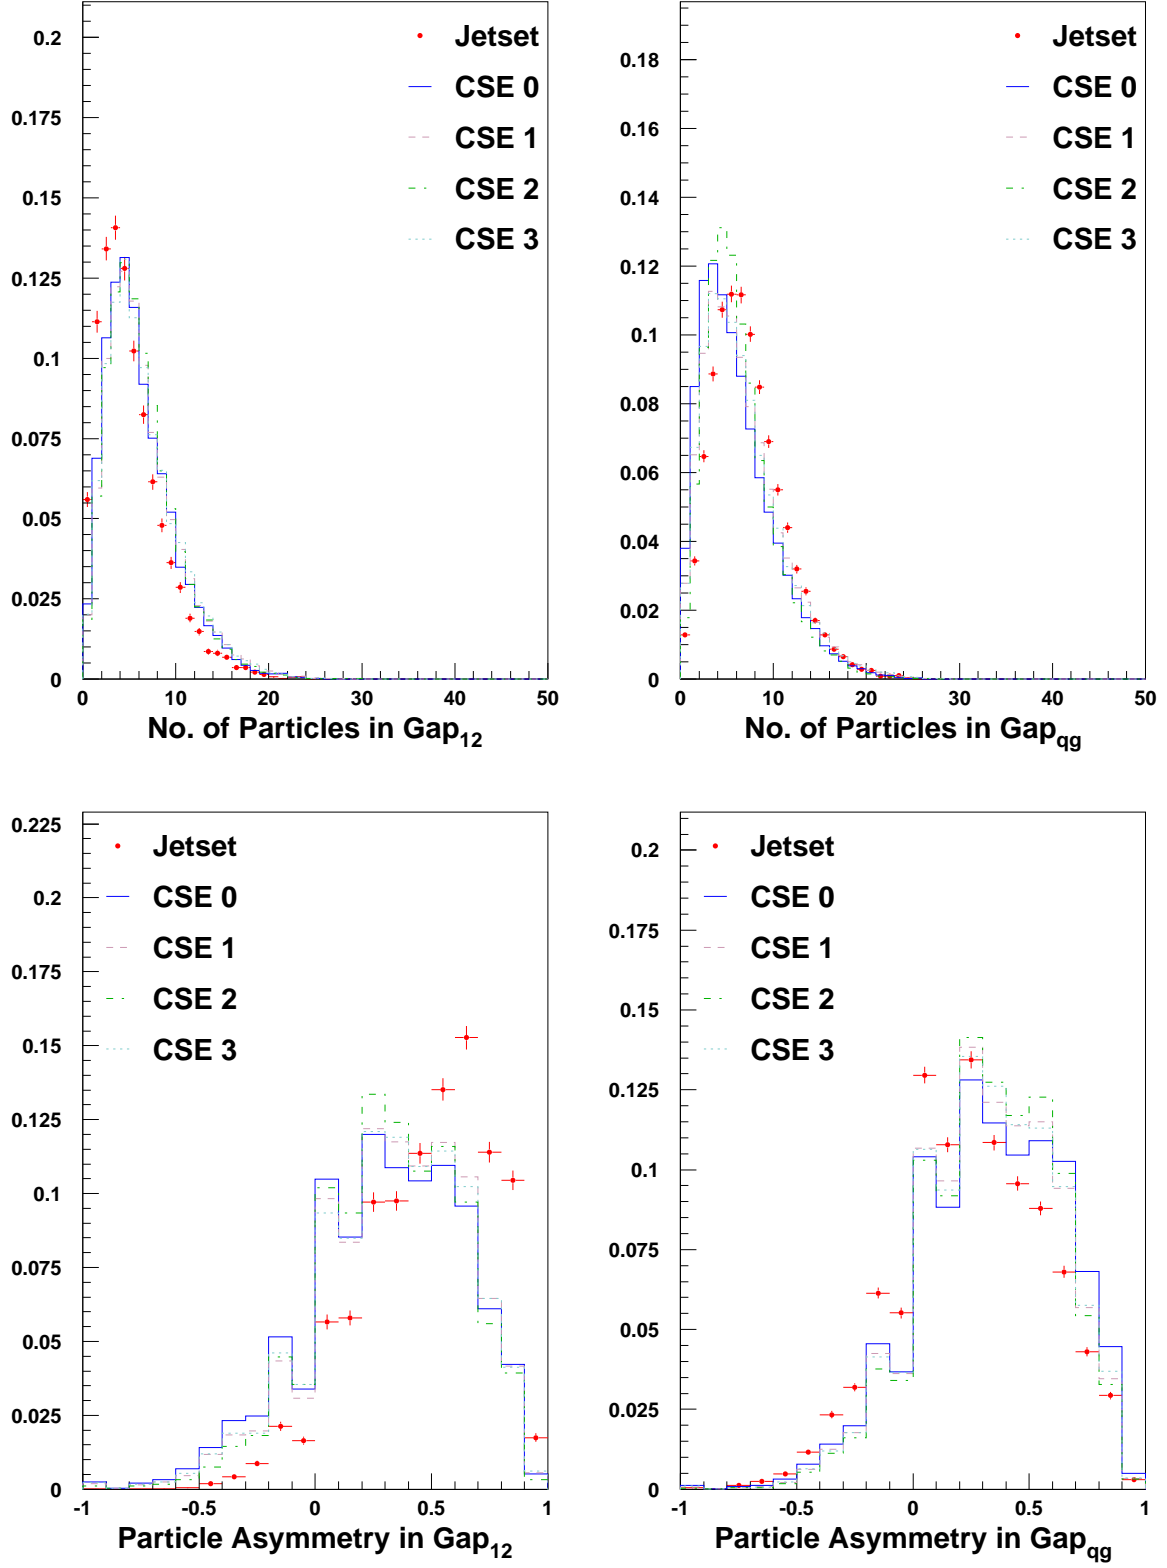 0.2
0.175
0.15
0.125
0.1
0.075
0.05
0.025
0
0 10 20 30 40 50
Jetset
CSE 0
CSE 1
CSE 2
CSE 3
No. of Particles in Gap12
0.18
0.16
0.14
0.12
0.1
0.08
0.06
0.04
0.02
0
0 10 20 30 40 50
Jetset
CSE 0
CSE 1
CSE 2
CSE 3
No. of Particles in Gapqg
0.225
0.2
0.175
0.15
0.125
0.1
0.075
0.05
0.025
0
-1 -0.5 0 0.5 1
Jetset
CSE 0
CSE 1
CSE 2
CSE 3
Particle Asymmetry in Gap12
0.2
0.175
0.15
0.125
0.1
0.075
0.05
0.025
0
-1 -0.5 0 0.5 1
Jetset
CSE 0
CSE 1
CSE 2
CSE 3
Particle Asymmetry in Gapqg